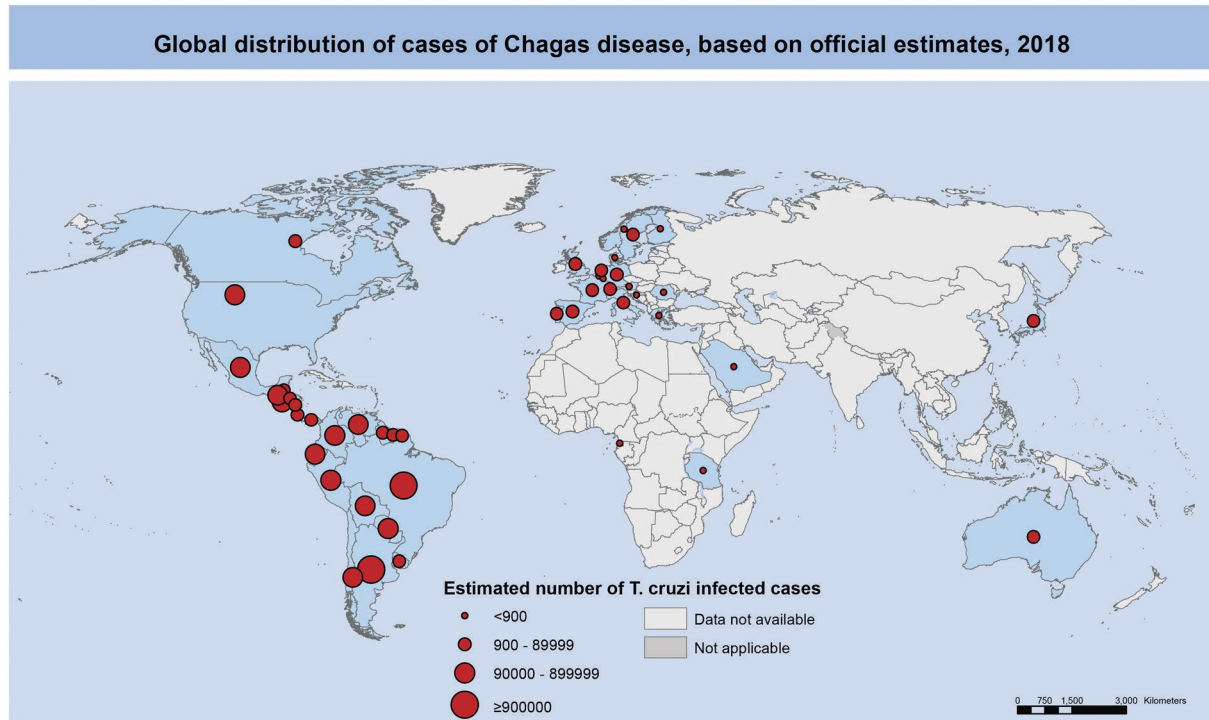 Global distribution of cases of Chagas disease, based on official estimates, 2018
Estimated number of T. cruzi infected cases
<900
900 - 89999
90000 - 899999
≥900000
Data not available
Not applicable
0 750 1,500 3,000 Kilometers